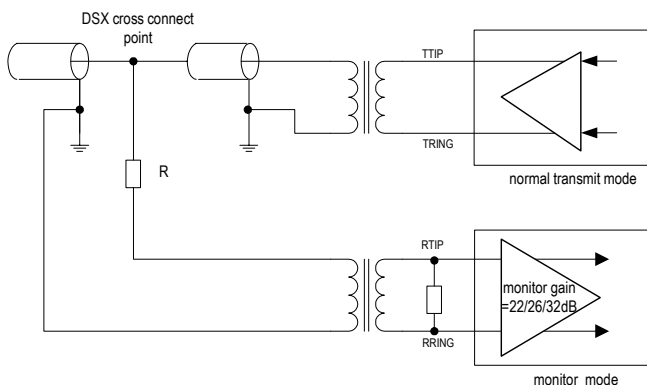 DSX cross connect
point
TTIP
TRING
normal transmit mode
R
RTIP
monitor gain
=22/26/32dB
RRING
monitor mode